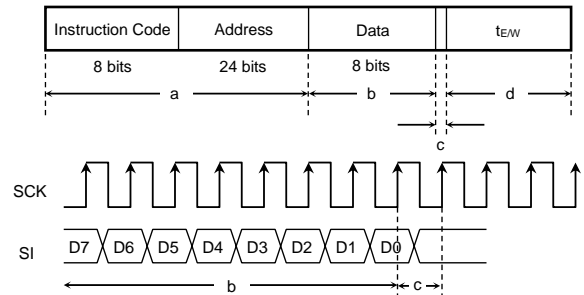 Instruction Code Address Data tE/W
8 bits 24 bits 8 bits
a b d
c
SCK
SI D7 D6 D5 D4 D3 D2 D1 D0
b c